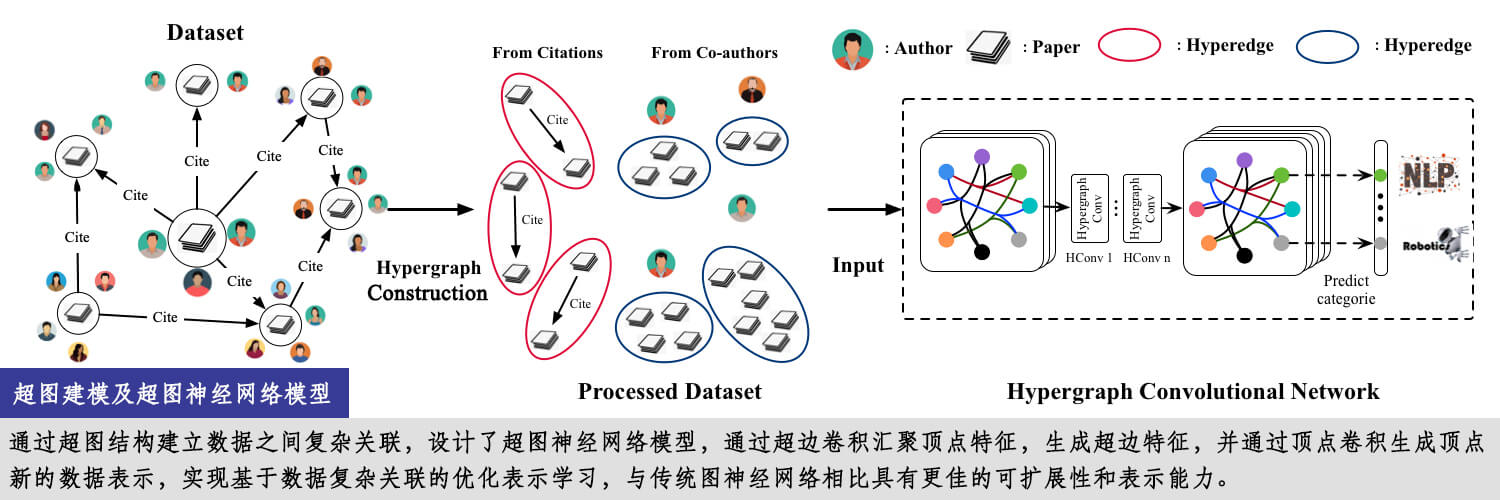 Dataset
Cite
Cite
Cite
Cite
Cite
Cite
Cite
Cite
Hypergraph
Construction
From Citations
From Co-authors
Cite
Cite
Cite
Processed Dataset
: Author
: Paper
: Hyperedge
: Hyperedge
Input
Hypergraph
Conv
...
Hypergraph
Conv
HConv 1
HConv n
NLP
Robotics
Predict
categorie
Hypergraph Convolutional Network
超图建模及超图神经网络模型
通过超图结构建立数据之间复杂关联，设计了超图神经网络模型，通过超边卷积汇聚顶点特征，生成超边特征，并通过顶点卷积生成顶点
新的数据表示，实现基于数据复杂关联的优化表示学习，与传统图神经网络相比具有更佳的可扩展性和表示能力。